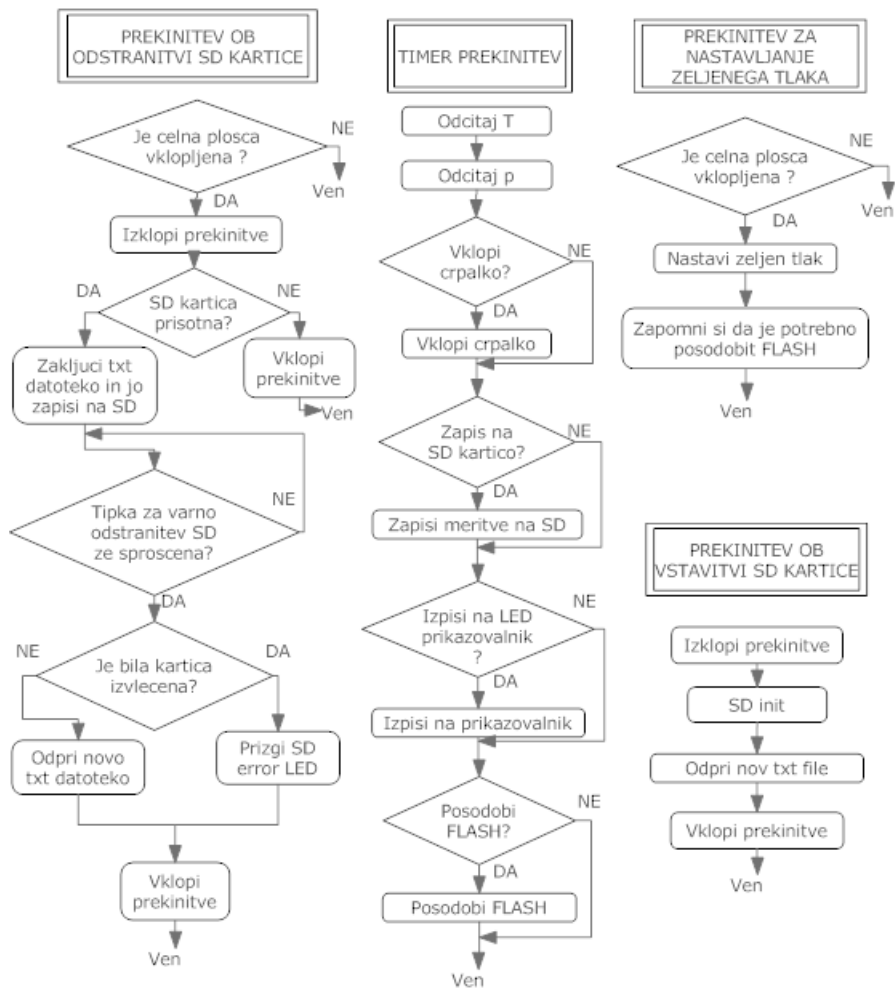 PREKINITEV OB
ODSTRANITVI SD KARTICE
Je celna plosca
vklopljena ?
NE
Ven
DA
Izklopi prekinitve
SD kartica
prisotna?
DA
NE
Zakljuci txt
datoteko in jo
zapisi na SD
Vklopi
prekinitve
Ven
Tipka za varno
odstranitev SD
ze sproscena?
NE
DA
Je bila kartica
izvlecena?
NE
DA
Odpri novo
txt datoteko
Prizgi SD
error LED
Vklopi
prekinitve
Ven
TIMER PREKINITEV
Odcitaj T
Odcitaj p
Vklopi
crpalko?
NE
DA
Vklopi crpalko
Zapis na
SD kartico?
NE
DA
Zapisi meritve na SD
Izpisi na LED
prikazovalnik
?
NE
DA
Izpisi na prikazovalnik
Posodobi
FLASH?
NE
DA
Posodobi FLASH
Ven
PREKINITEV ZA
NASTAVLJANJE
ZELJENEGA TLAKA
Je celna plosca
vklopljena ?
NE
Ven
DA
Nastavi zeljen tlak
Zapomni si da je potrebno
posodobit FLASH
Ven
PREKINITEV OB
VSTAVITVI SD KARTICE
Izklopi prekinitve
SD init
Odpri nov txt file
Vklopi prekinitve
Ven